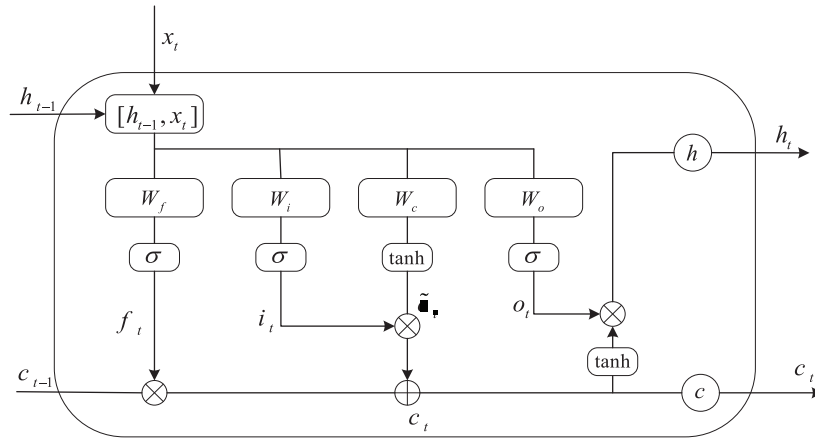 x_t
h_{t-1}
[h_{t-1}, x_t]
h
h_t
W_f
W_i
W_c
W_o
σ
σ
tanh
σ
f_t
i_t
o_t
tanh
c_{t-1}
c
c_t
c_t